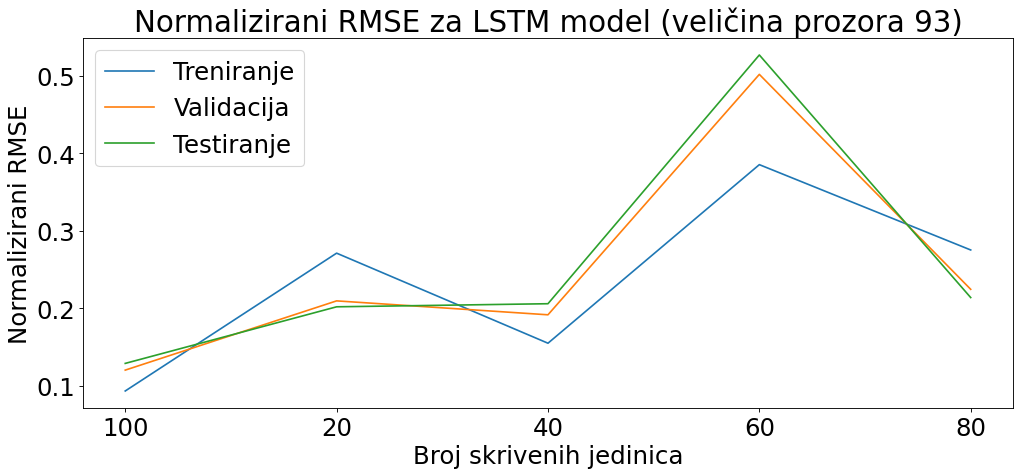 Normalizirani RMSE za LSTM model (veličina prozora 93)
Treniranje
Validacija
Testiranje
Normalizirani RMSE
0.5
0.4
0.3
0.2
0.1
100 20 40 60 80
Broj skrivenih jedinica